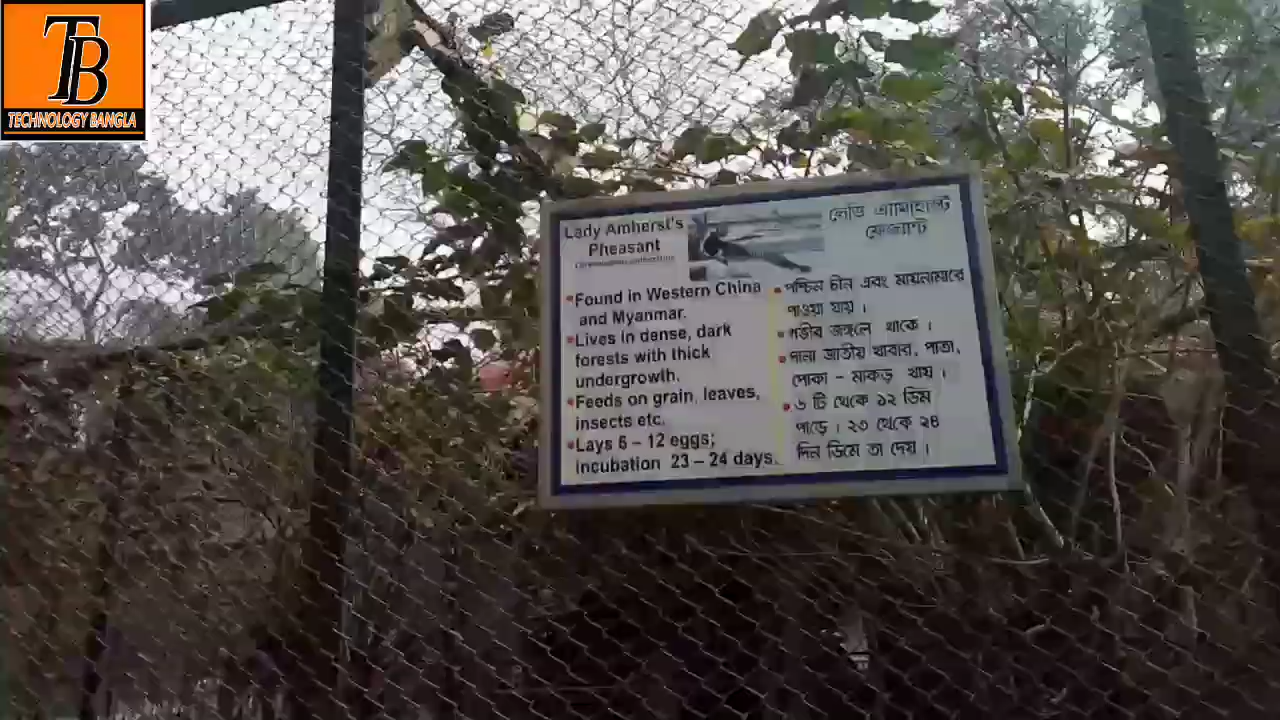 TB
TECHNOLOGY BANGLA
Lady Amherst's
Pheasant
লেডি
ফেজ্যান্ট
•Found in Western China
and Myanmar.
•Lives in dense, dark
forests with thick
undergrowth.
•Feeds on grain, leaves,
insects etc.
•Lays 6 – 12 eggs;
incubation 23 – 24 days.
•পশ্চিম চীন এবং মায়নামারে
পাওয়া যায় ।
•গভীর জঙ্গলে থাকে ।
•দানা জাতীয় খাবার, পাতা,
পোকা – মাকড় খায় ।
•৬ টি থেকে ১২ ডিম
পাড়ে । ২৩ থেকে ২৪
দিন ডিমে তা দেয় ।